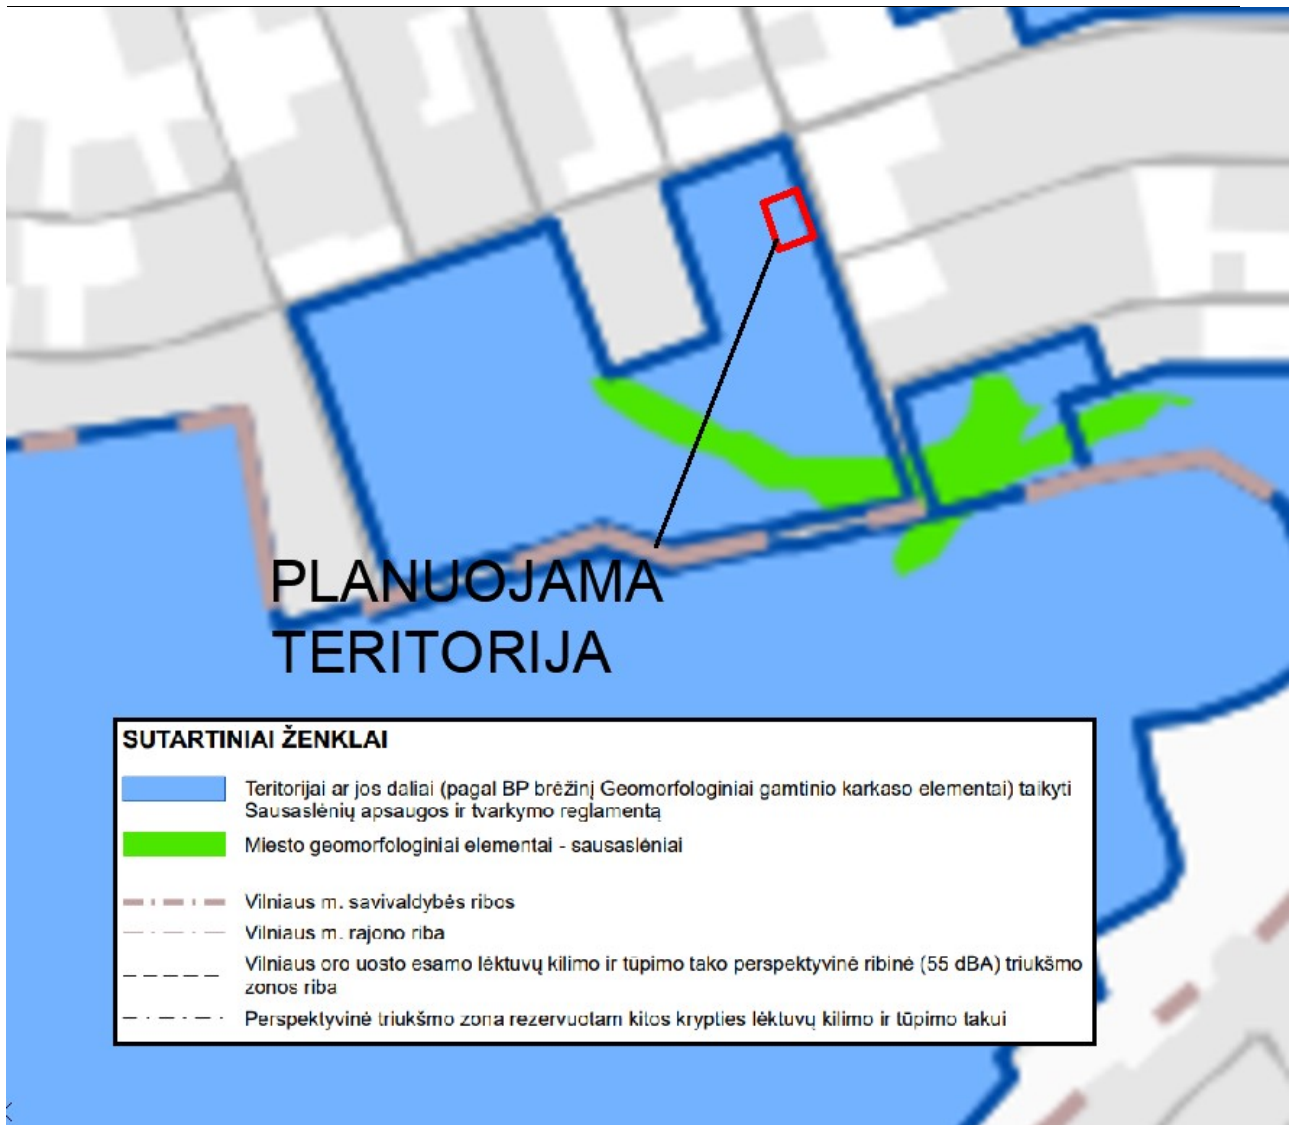 PLANUOJAMA
TERITORIJA
SUTARTINIAI ŽENKLAI
Teritorijai ar jos daliai (pagal BP brėžinį Geomorfologiniai gamtinio karkaso elementai) taikyti
Sausaslėnių apsaugos ir tvarkymo reglamentą
Miesto geomorfologiniai elementai - sausaslėniai
Vilniaus m. savivaldybės ribos
Vilniaus m. rajono riba
Vilniaus oro uosto esamo lėktuvų kilimo ir tūpimo tako perspektyvinė ribinė (55 dBA) triukšmo
zonos riba
Perspektyvinė triukšmo zona rezervuotam kitos krypties lėktuvų kilimo ir tūpimo takui